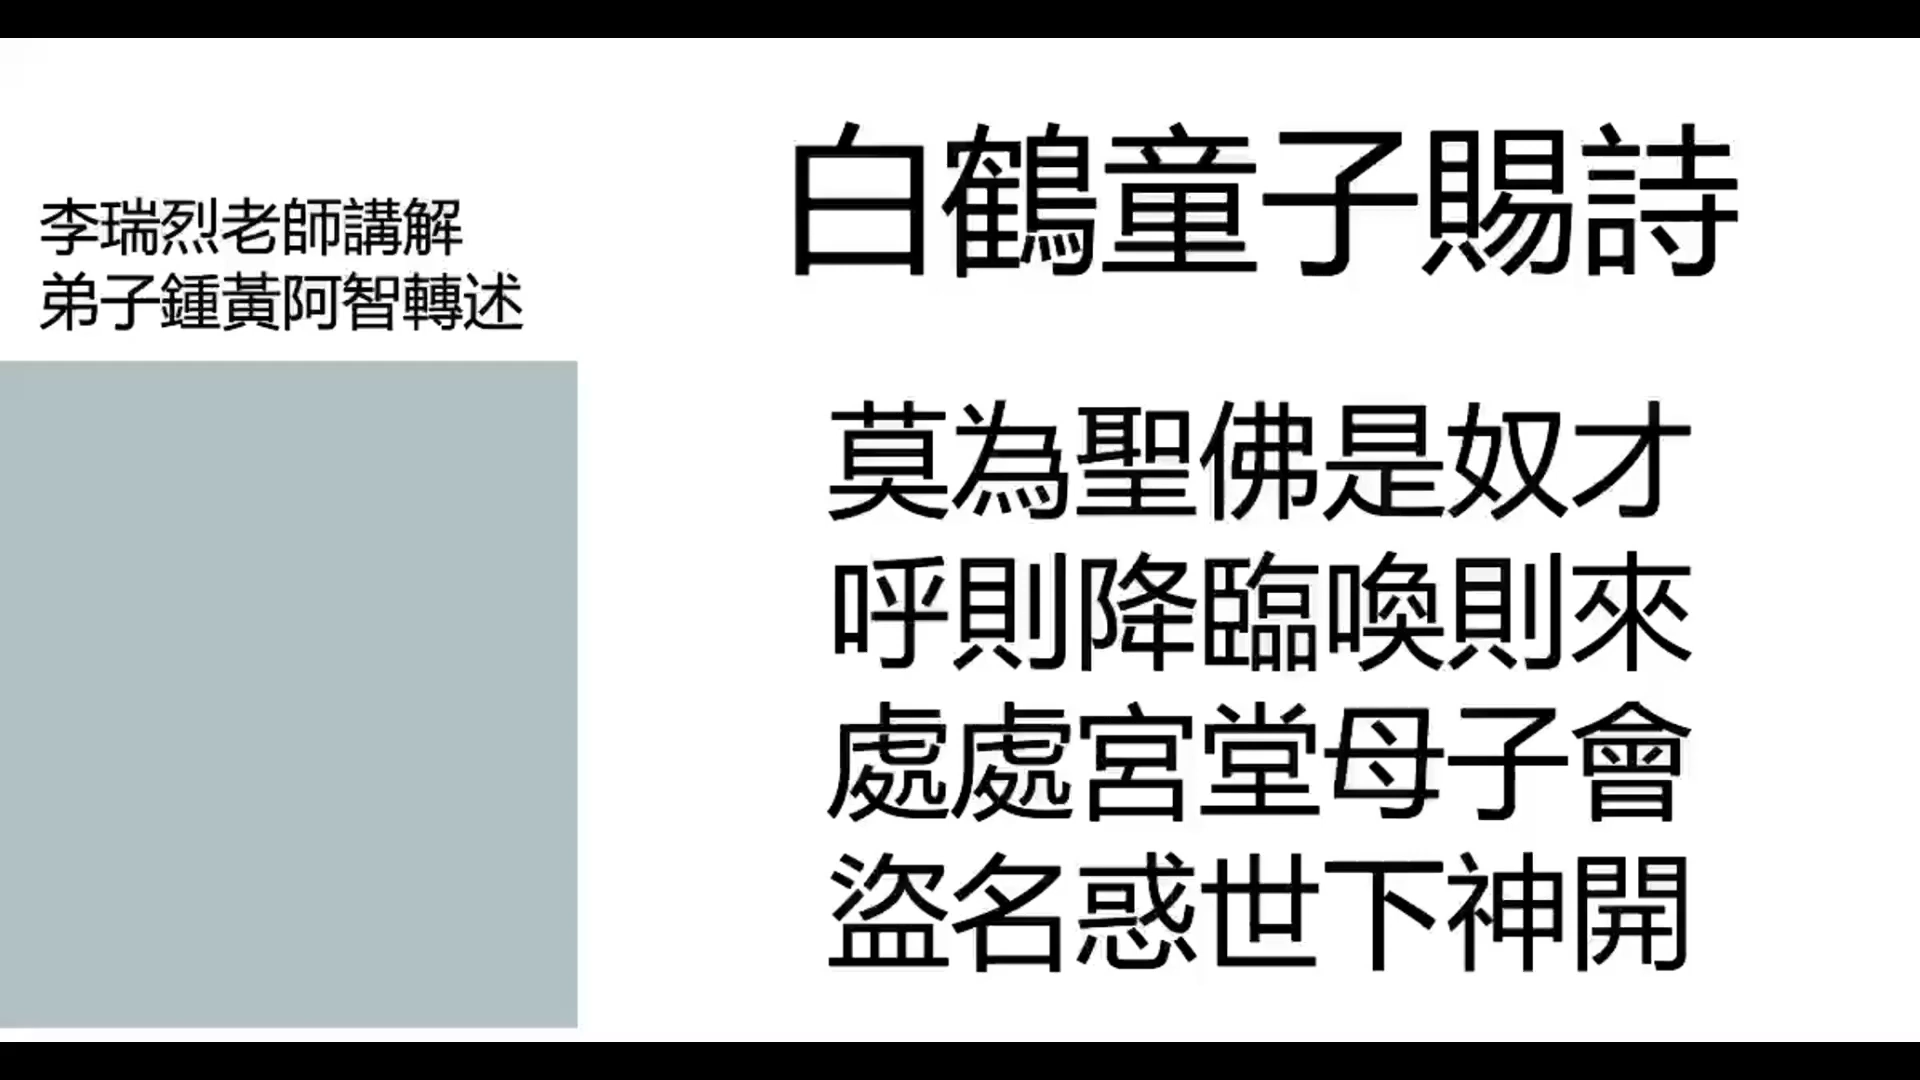 白鶴童子賜詩
李瑞烈老師講解
弟子鍾黃阿智轉述
莫為聖佛是奴才
呼則降臨喚則來
處處宮堂母子會
盜名惑世下神開